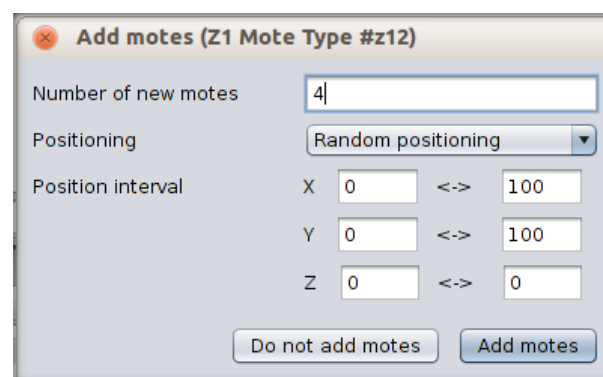 Add motes (Z1 Mote Type #z12)
Number of new motes 4
Positioning Random positioning
Position interval X 0 <-> 100
Y 0 <-> 100
Z 0 <-> 0
Do not add motes Add motes